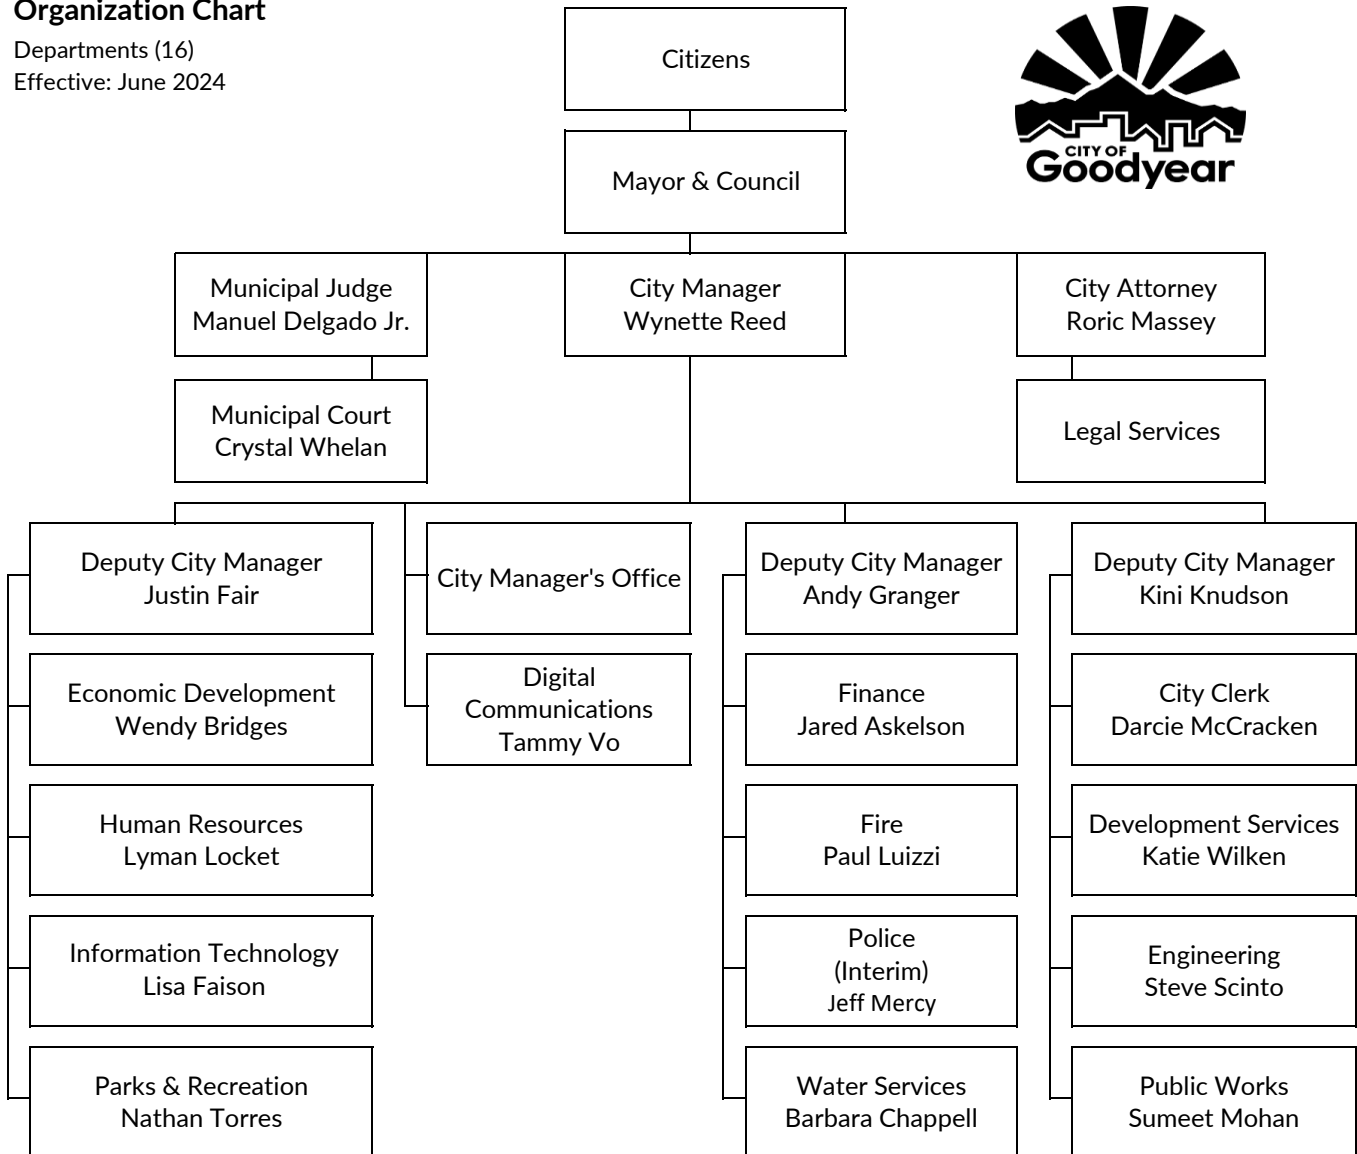 Organization Chart
Departments (16)
Effective: June 2024
Citizens
CITY OF
Goodyear
Mayor & Council
Municipal Judge
Manuel Delgado Jr.
City Manager
Wynette Reed
City Attorney
Roric Massey
Municipal Court
Crystal Whelan
Legal Services
Deputy City Manager
Justin Fair
City Manager's Office
Deputy City Manager
Andy Granger
Deputy City Manager
Kini Knudson
Economic Development
Wendy Bridges
Digital
Communications
Tammy Vo
Finance
Jared Askelson
City Clerk
Darcie McCracken
Human Resources
Lyman Locket
Fire
Paul Luizzi
Development Services
Katie Wilken
Information Technology
Lisa Faison
Police
(Interim)
Jeff Mercy
Engineering
Steve Scinto
Parks & Recreation
Nathan Torres
Water Services
Barbara Chappell
Public Works
Sumeet Mohan